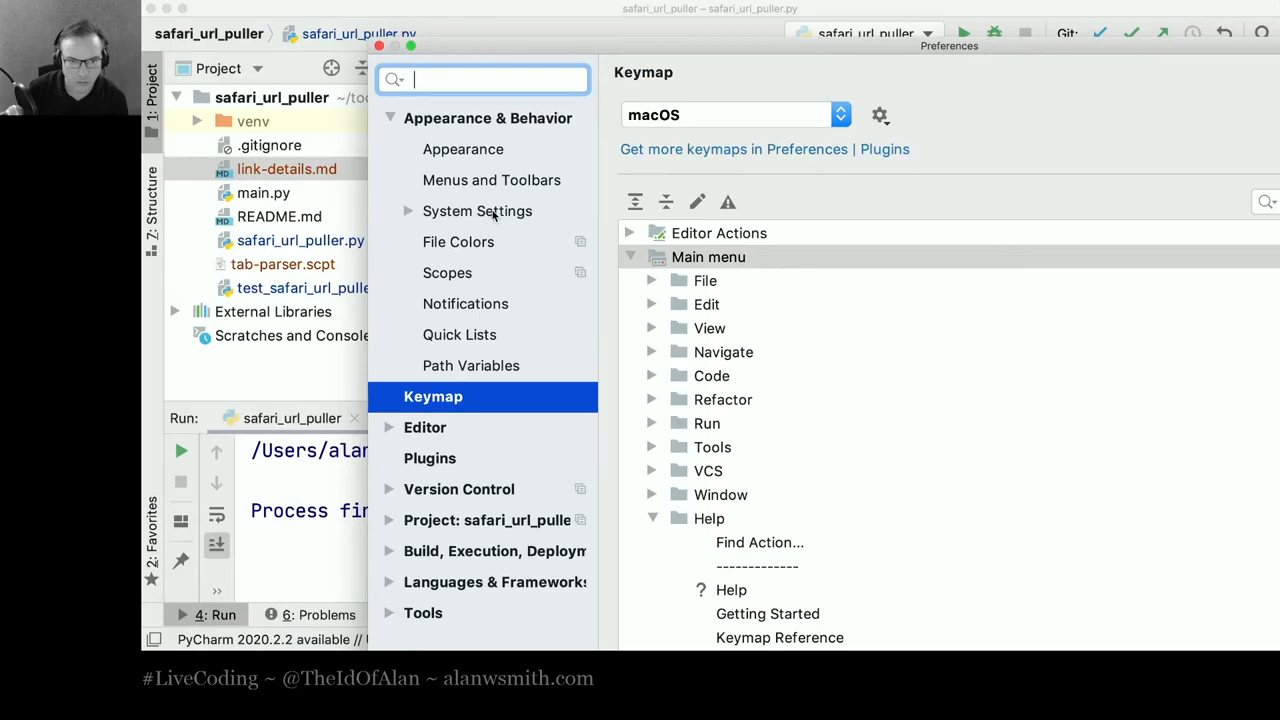 safari_url_puller – safari_url_puller.py
safari_url_puller
safari_url_puller.py
safari_url_puller
Git:
Preferences
1: Project
Z: Structure
2: Favorites
Project
safari_url_puller ~/to
venv
.gitignore
link-details.md
main.py
README.md
safari_url_puller.py
tab-parser.scpt
test_safari_url_pulle
External Libraries
Scratches and Console
Run:
safari_url_puller
/Users/alan
Process fin
4: Run
6: Problems
PyCharm 2020.2.2 available //
Appearance & Behavior
Appearance
Menus and Toolbars
System Settings
File Colors
Scopes
Notifications
Quick Lists
Path Variables
Keymap
Editor
Plugins
Version Control
Project: safari_url_pulle
Build, Execution, Deploym
Languages & Frameworks
Tools
Keymap
macOS
Get more keymaps in Preferences | Plugins
Editor Actions
Main menu
File
Edit
View
Navigate
Code
Refactor
Run
Tools
VCS
Window
Help
Find Action...
-------------
Help
Getting Started
Keymap Reference
#LiveCoding ~ @TheIdOfAlan ~ alanwsmith.com